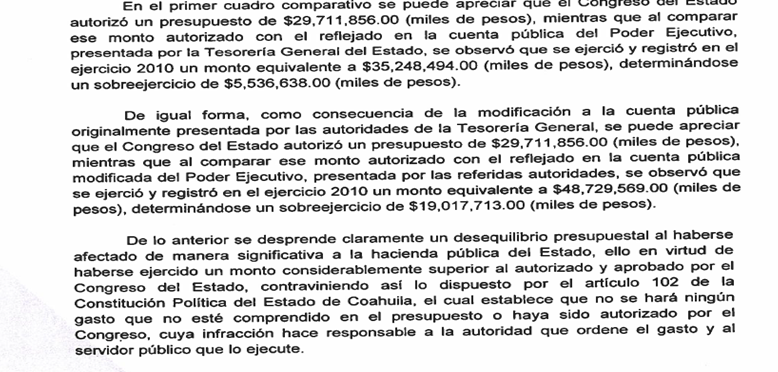 En el primer cuadro comparativo se puede apreciar que el Congreso del Estado
autorizó un presupuesto de $29,711,856.00 (miles de pesos), mientras que al comparar
ese monto autorizado con el reflejado en la cuenta pública del Poder Ejecutivo,
presentada por la Tesorería General del Estado, se observó que se ejerció y registró en el
ejercicio 2010 un monto equivalente a $35,248,494.00 (miles de pesos), determinándose
un sobreejercicio de $5,536,638.00 (miles de pesos).
De igual forma, como consecuencia de la modificación a la cuenta pública
originalmente presentada por las autoridades de la Tesorería General, se puede apreciar
que el Congreso del Estado autorizó un presupuesto de $29,711,856.00 (miles de pesos),
mientras que al comparar ese monto autorizado con el reflejado en la cuenta pública
modificada del Poder Ejecutivo, presentada por las referidas autoridades, se observó que
se ejerció y registró en el ejercicio 2010 un monto equivalente a $48,729,569.00 (miles de
pesos), determinándose un sobreejercicio de $19,017,713.00 (miles de pesos).
De lo anterior se desprende claramente un desequilibrio presupuestal al haberse
afectado de manera significativa a la hacienda pública del Estado, ello en virtud de
haberse ejercido un monto considerablemente superior al autorizado y aprobado por el
Congreso del Estado, contraviniendo así lo dispuesto por el artículo 102 de la
Constitución Política del Estado de Coahuila, el cual establece que no se hará ningún
gasto que no esté comprendido en el presupuesto o haya sido autorizado por el
Congreso, cuya infracción hace responsable a la autoridad que ordene el gasto y al
servidor público que lo ejecute.